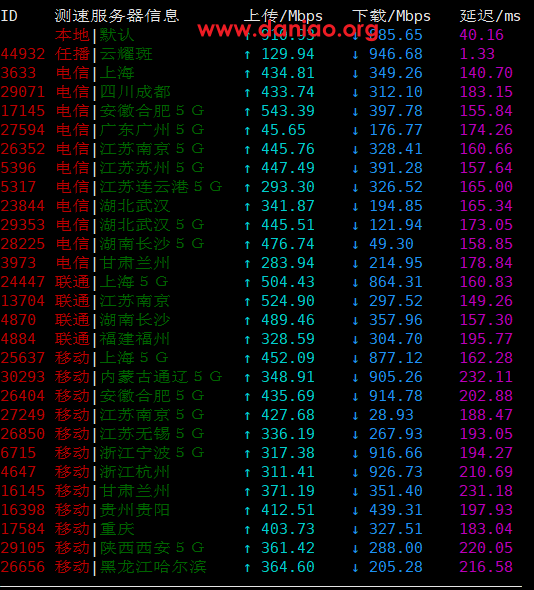 ID 测速服务器信息 上传/Mbps 下载/Mbps 延迟/ms
www.daniao.org
本地|默认 ↑ ↓ 85.65 40.16
44932 任播|云耀斑 ↑ 129.94 ↓ 946.68 1.33
3633 电信|上海 ↑ 434.81 ↓ 349.26 140.70
29071 电信|四川成都 ↑ 433.74 ↓ 312.10 183.15
17145 电信|安徽合肥5G ↑ 543.39 ↓ 397.78 155.84
27594 电信|广东广州5G ↑ 45.65 ↓ 176.77 174.26
26352 电信|江苏南京5G ↑ 445.76 ↓ 328.41 160.66
5396 电信|江苏苏州5G ↑ 447.49 ↓ 391.28 157.64
5317 电信|江苏连云港5G ↑ 293.30 ↓ 326.52 165.00
23844 电信|湖北武汉 ↑ 341.87 ↓ 194.85 165.34
29353 电信|湖北武汉5G ↑ 445.51 ↓ 121.94 173.05
28225 电信|湖南长沙5G ↑ 476.74 ↓ 49.30 158.85
3973 电信|甘肃兰州 ↑ 283.94 ↓ 214.95 178.84
24447 联通|上海5G ↑ 504.43 ↓ 864.31 160.83
13704 联通|江苏南京 ↑ 524.90 ↓ 297.52 149.26
4870 联通|湖南长沙 ↑ 489.46 ↓ 357.96 157.30
4884 联通|福建福州 ↑ 328.59 ↓ 304.70 195.77
25637 移动|上海5G ↑ 452.09 ↓ 877.12 162.28
30293 移动|内蒙古通辽5G ↑ 348.91 ↓ 905.26 232.11
26404 移动|安徽合肥5G ↑ 435.69 ↓ 914.78 202.88
27249 移动|江苏南京5G ↑ 427.68 ↓ 28.93 188.47
26850 移动|江苏无锡5G ↑ 336.19 ↓ 267.93 193.05
6715 移动|浙江宁波5G ↑ 317.38 ↓ 916.66 194.27
4647 移动|浙江杭州 ↑ 311.41 ↓ 926.73 210.69
16145 移动|甘肃兰州 ↑ 371.19 ↓ 351.40 231.18
16398 移动|贵州贵阳 ↑ 412.51 ↓ 439.31 197.93
17584 移动|重庆 ↑ 403.73 ↓ 327.51 183.04
29105 移动|陕西西安5G ↑ 361.42 ↓ 288.00 220.05
26656 移动|黑龙江哈尔滨 ↑ 364.60 ↓ 205.28 216.58